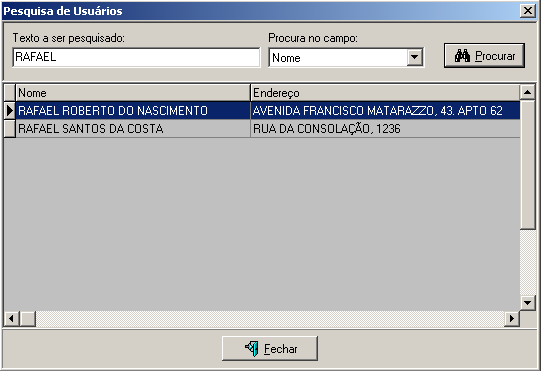 Pesquisa de Usuários
Texto a ser pesquisado: Procura no campo:
RAFAEL Nome Procurar
Nome Endereço
RAFAEL ROBERTO DO NASCIMENTO AVENIDA FRANCISCO MATARAZZO, 43. APTO 62
RAFAEL SANTOS DA COSTA RUA DA CONSOLAÇÃO, 1236
Fechar